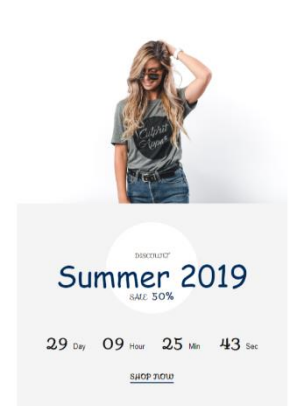 DISCOUNT
Summer 2019
SALE 50%
29 Day 09 Hour 25 Min 43 Sec
SHOP NOW